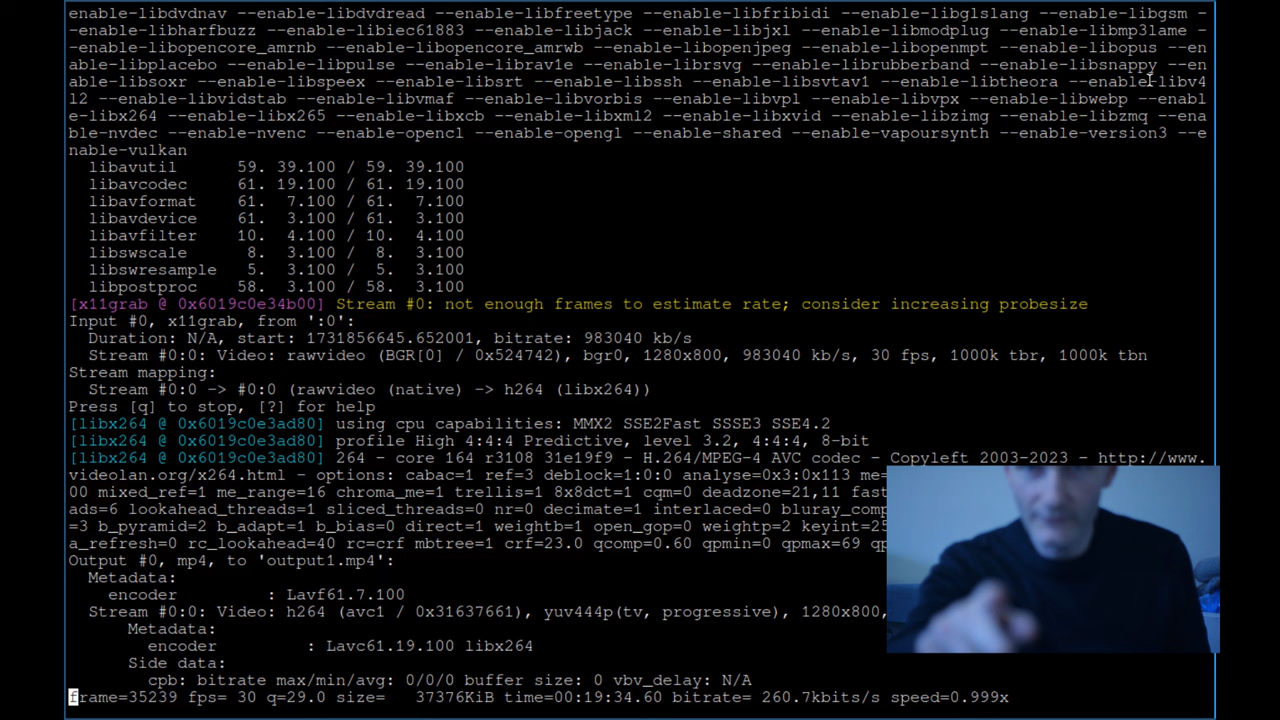 enable-libdvdnav --enable-libdvdread --enable-libfreetype --enable-libfribidi --enable-libglslang --enable-libgsm -
-enable-libharfbuzz --enable-libiec61883 --enable-libjack --enable-libjxl --enable-libmodplug --enable-libmp3lame -
-enable-libopencore_amrnb --enable-libopencore_amrwb --enable-libopenjpeg --enable-libopenmpt --enable-libopus --en
able-libplacebo --enable-libpulse --enable-librav1e --enable-librsvg --enable-librubberband --enable-libsnappy --en
able-libsoxr --enable-libspeex --enable-libsrt --enable-libssh --enable-libsvtav1 --enable-libtheora --enable-libv4
l2 --enable-libvidstab --enable-libvmaf --enable-libvorbis --enable-libvpl --enable-libvpx --enable-libwebp --enabl
e-libx264 --enable-libx265 --enable-libxcb --enable-libxml2 --enable-libxvid --enable-libzimg --enable-libzmq --ena
ble-nvdec --enable-nvenc --enable-opencl --enable-opengl --enable-shared --enable-vapoursynth --enable-version3 --e
nable-vulkan
libavutil 59. 39.100 / 59. 39.100
libavcodec 61. 19.100 / 61. 19.100
libavformat 61. 7.100 / 61. 7.100
libavdevice 61. 3.100 / 61. 3.100
libavfilter 10. 4.100 / 10. 4.100
libswscale 8. 3.100 / 8. 3.100
libswresample 5. 3.100 / 5. 3.100
libpostproc 58. 3.100 / 58. 3.100
[x11grab @ 0x6019c0e34b00] Stream #0: not enough frames to estimate rate; consider increasing probesize
Input #0, x11grab, from ':0':
Duration: N/A, start: 1731856645.652001, bitrate: 983040 kb/s
Stream #0:0: Video: rawvideo (BGR[0] / 0x524742), bgr0, 1280x800, 983040 kb/s, 30 fps, 1000k tbr, 1000k tbn
Stream mapping:
Stream #0:0 -> #0:0 (rawvideo (native) -> h264 (libx264))
Press [q] to stop, [?] for help
[libx264 @ 0x6019c0e3ad80] using cpu capabilities: MMX2 SSE2Fast SSSE3 SSE4.2
[libx264 @ 0x6019c0e3ad80] profile High 4:4:4 Predictive, level 3.2, 4:4:4, 8-bit
[libx264 @ 0x6019c0e3ad80] 264 - core 164 r3108 31e19f9 - H.264/MPEG-4 AVC codec - Copyleft 2003-2023 - http://www.
videolan.org/x264.html - options: cabac=1 ref=3 deblock=1:0:0 analyse=0x3:0x113 me=
00 mixed_ref=1 me_range=16 chroma_me=1 trellis=1 8x8dct=1 cqm=0 deadzone=21,11 fast
ads=6 lookahead_threads=1 sliced_threads=0 nr=0 decimate=1 interlaced=0 bluray_comp
=3 b_pyramid=2 b_adapt=1 b_bias=0 direct=1 weightb=1 open_gop=0 weightp=2 keyint=25
a_refresh=0 rc_lookahead=40 rc=crf mbtree=1 crf=23.0 qcomp=0.60 qpmin=0 qpmax=69 qp
Output #0, mp4, to 'output1.mp4':
Metadata:
encoder : Lavf61.7.100
Stream #0:0: Video: h264 (avc1 / 0x31637661), yuv444p(tv, progressive), 1280x800,
Metadata:
encoder : Lavc61.19.100 libx264
Side data:
cpb: bitrate max/min/avg: 0/0/0 buffer size: 0 vbv_delay: N/A
frame=35239 fps= 30 q=29.0 size= 37376KiB time=00:19:34.60 bitrate= 260.7kbits/s speed=0.999x